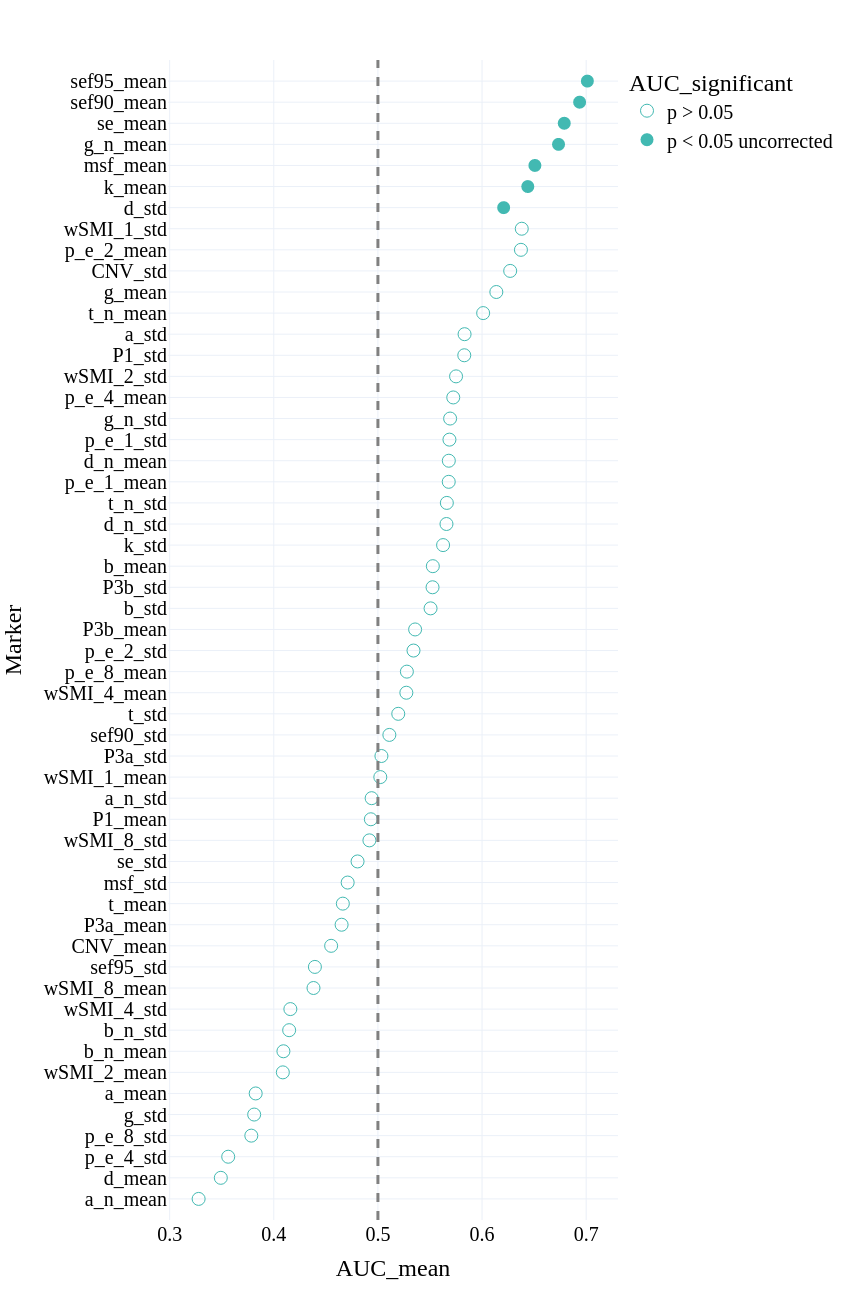 AUC_significant
p > 0.05
p < 0.05 uncorrected
Marker
sef95_mean
sef90_mean
se_mean
g_n_mean
msf_mean
k_mean
d_std
wSMI_1_std
p_e_2_mean
CNV_std
g_mean
t_n_mean
a_std
P1_std
wSMI_2_std
p_e_4_mean
g_n_std
p_e_1_std
d_n_mean
p_e_1_mean
t_n_std
d_n_std
k_std
b_mean
P3b_std
b_std
P3b_mean
p_e_2_std
p_e_8_mean
wSMI_4_mean
t_std
sef90_std
P3a_std
wSMI_1_mean
a_n_std
P1_mean
wSMI_8_std
se_std
msf_std
t_mean
P3a_mean
CNV_mean
sef95_std
wSMI_8_mean
wSMI_4_std
b_n_std
b_n_mean
wSMI_2_mean
a_mean
g_std
p_e_8_std
p_e_4_std
d_mean
a_n_mean
0.3 0.4 0.5 0.6 0.7
AUC_mean